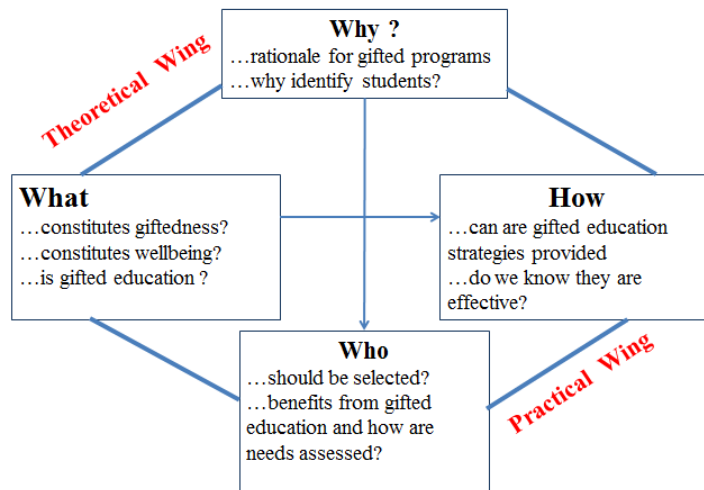 Why ?
…rationale for gifted programs
…why identify students?
Theoretical Wing
What
…constitutes giftedness?
…constitutes wellbeing?
…is gifted education ?
How
…can are gifted education
strategies provided
…do we know they are
effective?
Who
…should be selected?
…benefits from gifted
education and how are
needs assessed?
Practical Wing